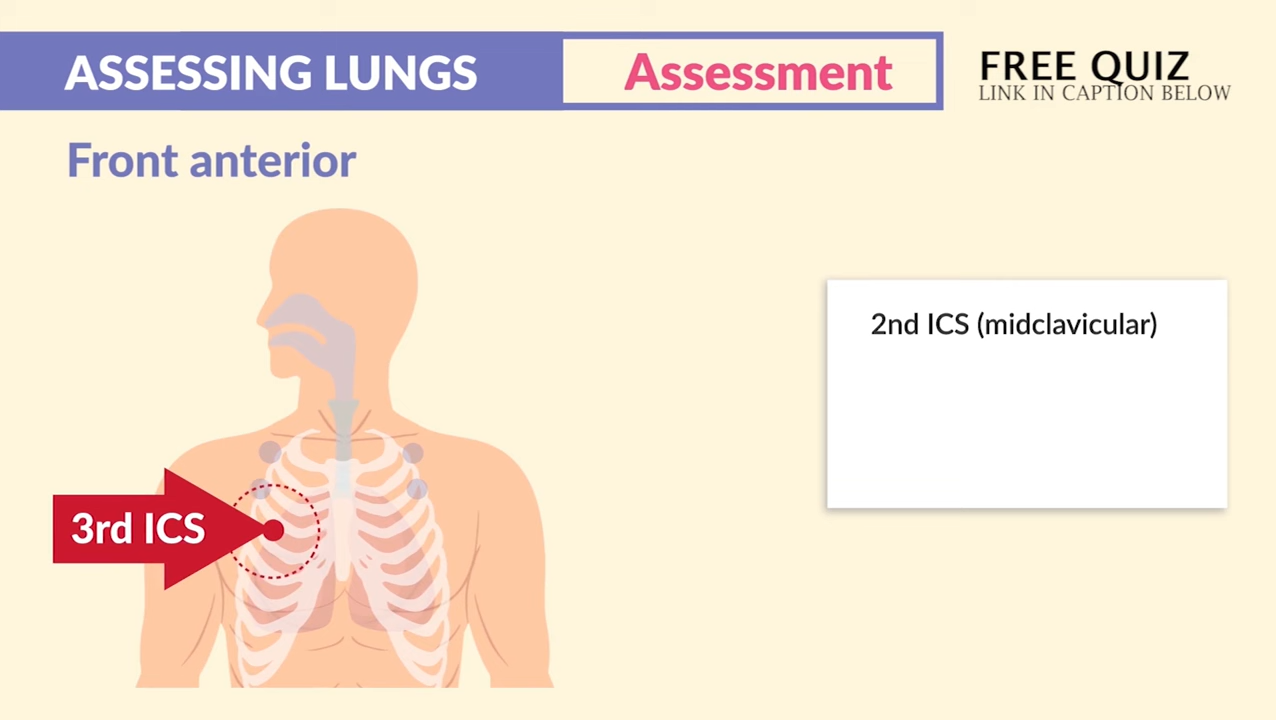 ASSESSING LUNGS
Assessment
FREE QUIZ
LINK IN CAPTION BELOW
Front anterior
2nd ICS (midclavicular)
3rd ICS